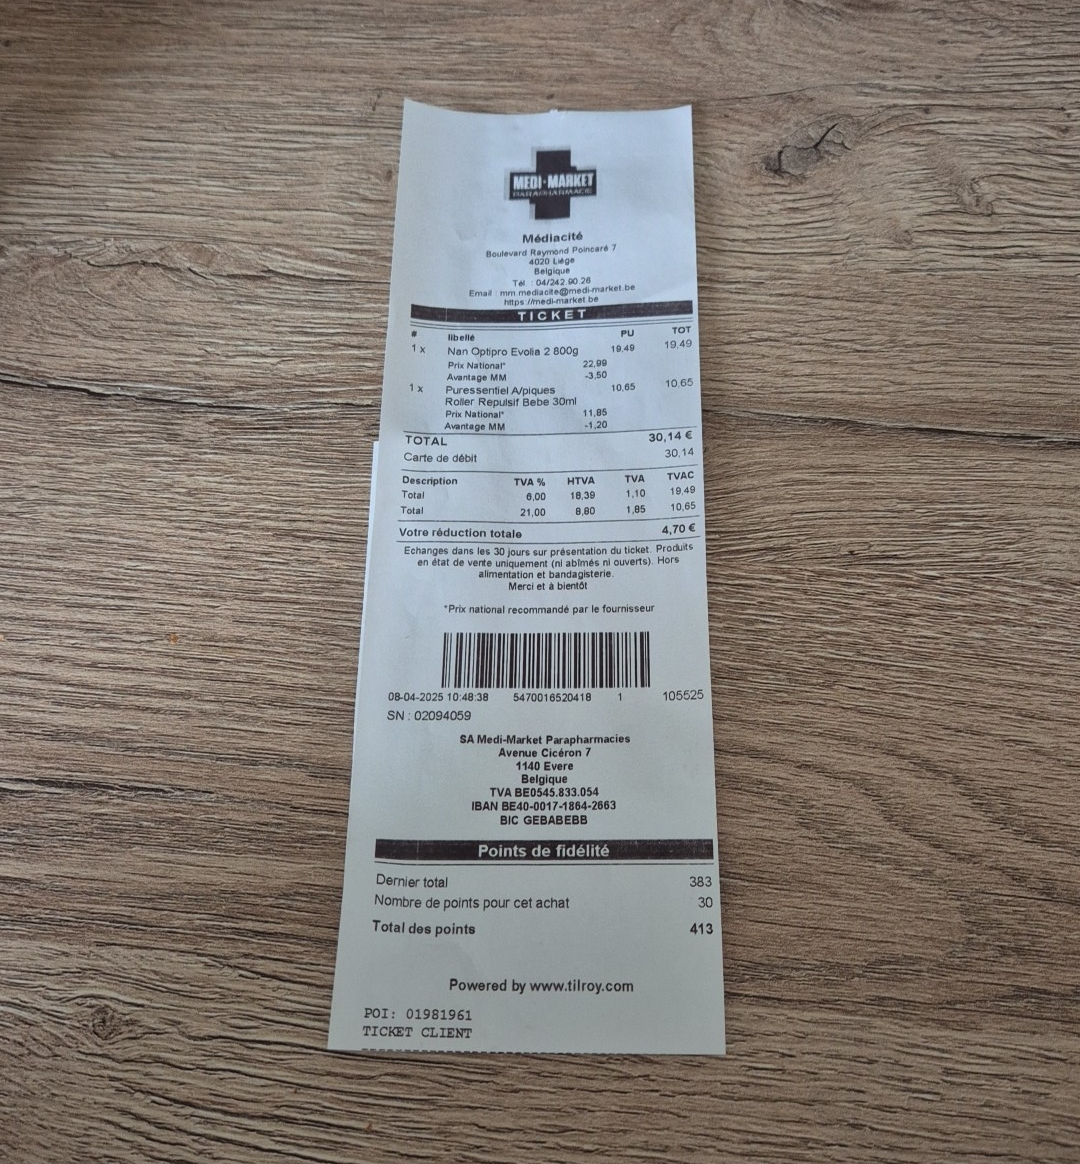 MEDI-MARKET
PARAPHARMACIE
Médiacité
Boulevard Raymond Poincaré 7
4020 Liège
Belgique
Tél. : 04/242.90.26
Email : mm.mediacite@medi-market.be
https://medi-market.be
TICKET
# libellé PU TOT
1 x Nan Optipro Evolia 2 800g 19,49 19,49
Prix National* 22,99
Avantage MM -3,50
1 x Puressentiel A/piques 10,65 10,65
Roller Repulsif Bebe 30ml
Prix National* 11,85
Avantage MM -1,20
TOTAL 30,14 €
Carte de débit 30,14
Description TVA % HTVA TVA TVAC
Total 6,00 18,39 1,10 19,49
Total 21,00 8,80 1,85 10,65
Votre réduction totale 4,70 €
Echanges dans les 30 jours sur présentation du ticket. Produits
en état de vente uniquement (ni abîmés ni ouverts). Hors
alimentation et bandagisterie.
Merci et à bientôt
*Prix national recommandé par le fournisseur
08-04-2025 10:48:38 5470016520418 1 105525
SN : 02094059
SA Medi-Market Parapharmacies
Avenue Cicéron 7
1140 Evere
Belgique
TVA BE0545.833.054
IBAN BE40-0017-1864-2663
BIC GEBABEBB
Points de fidélité
Dernier total 383
Nombre de points pour cet achat 30
Total des points 413
Powered by www.tilroy.com
POI: 01981961
TICKET CLIENT